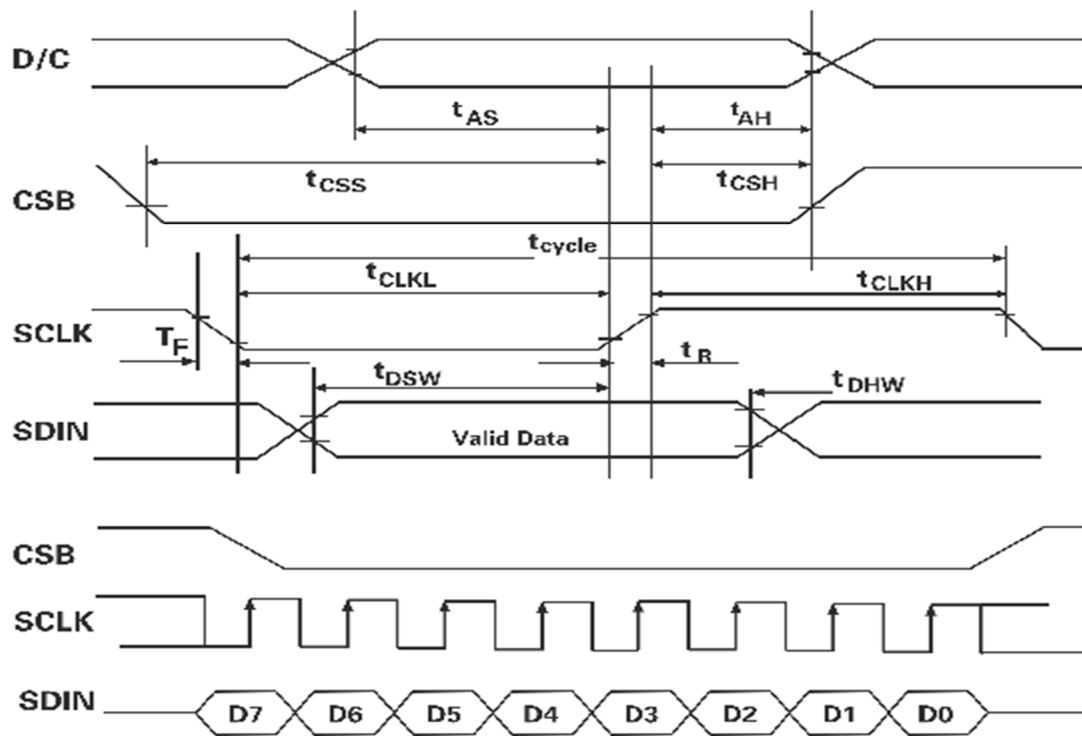 D/C
tAS
tAH
tCSS
tCSH
CSB
tcycle
tCLKL
tCLKH
SCLK
TF
tR
tDSW
tDHW
SDIN
Valid Data
CSB
SCLK
SDIN
D7 D6 D5 D4 D3 D2 D1 D0